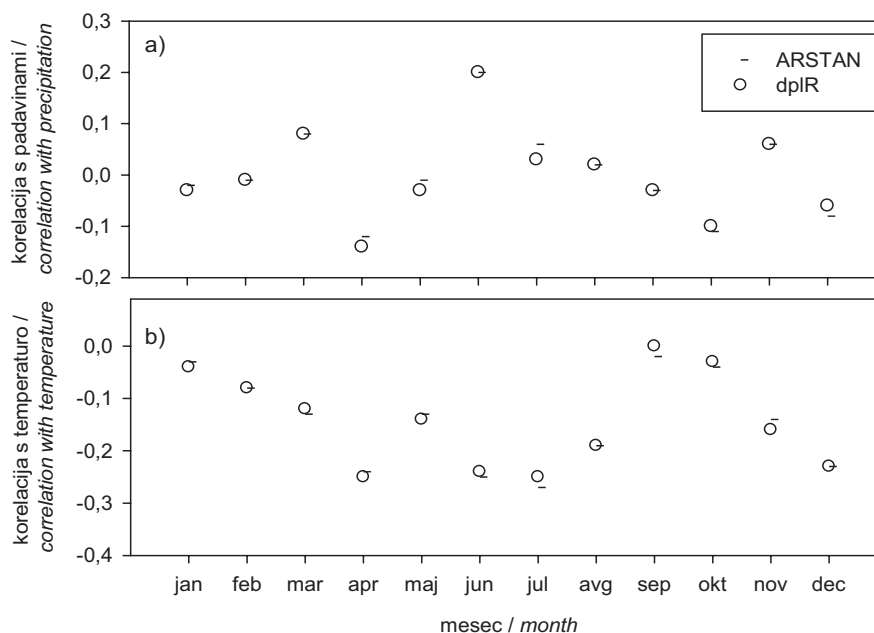 korelacija s padavinami /
correlation with precipitation
0,3
0,2
0,1
0,0
-0,1
-0,2
a)
ARSTAN
dplR
korelacija s temperaturo /
correlation with temperature
0,0
-0,1
-0,2
-0,3
-0,4
b)
jan feb mar apr maj jun jul avg sep okt nov dec
mesec / month